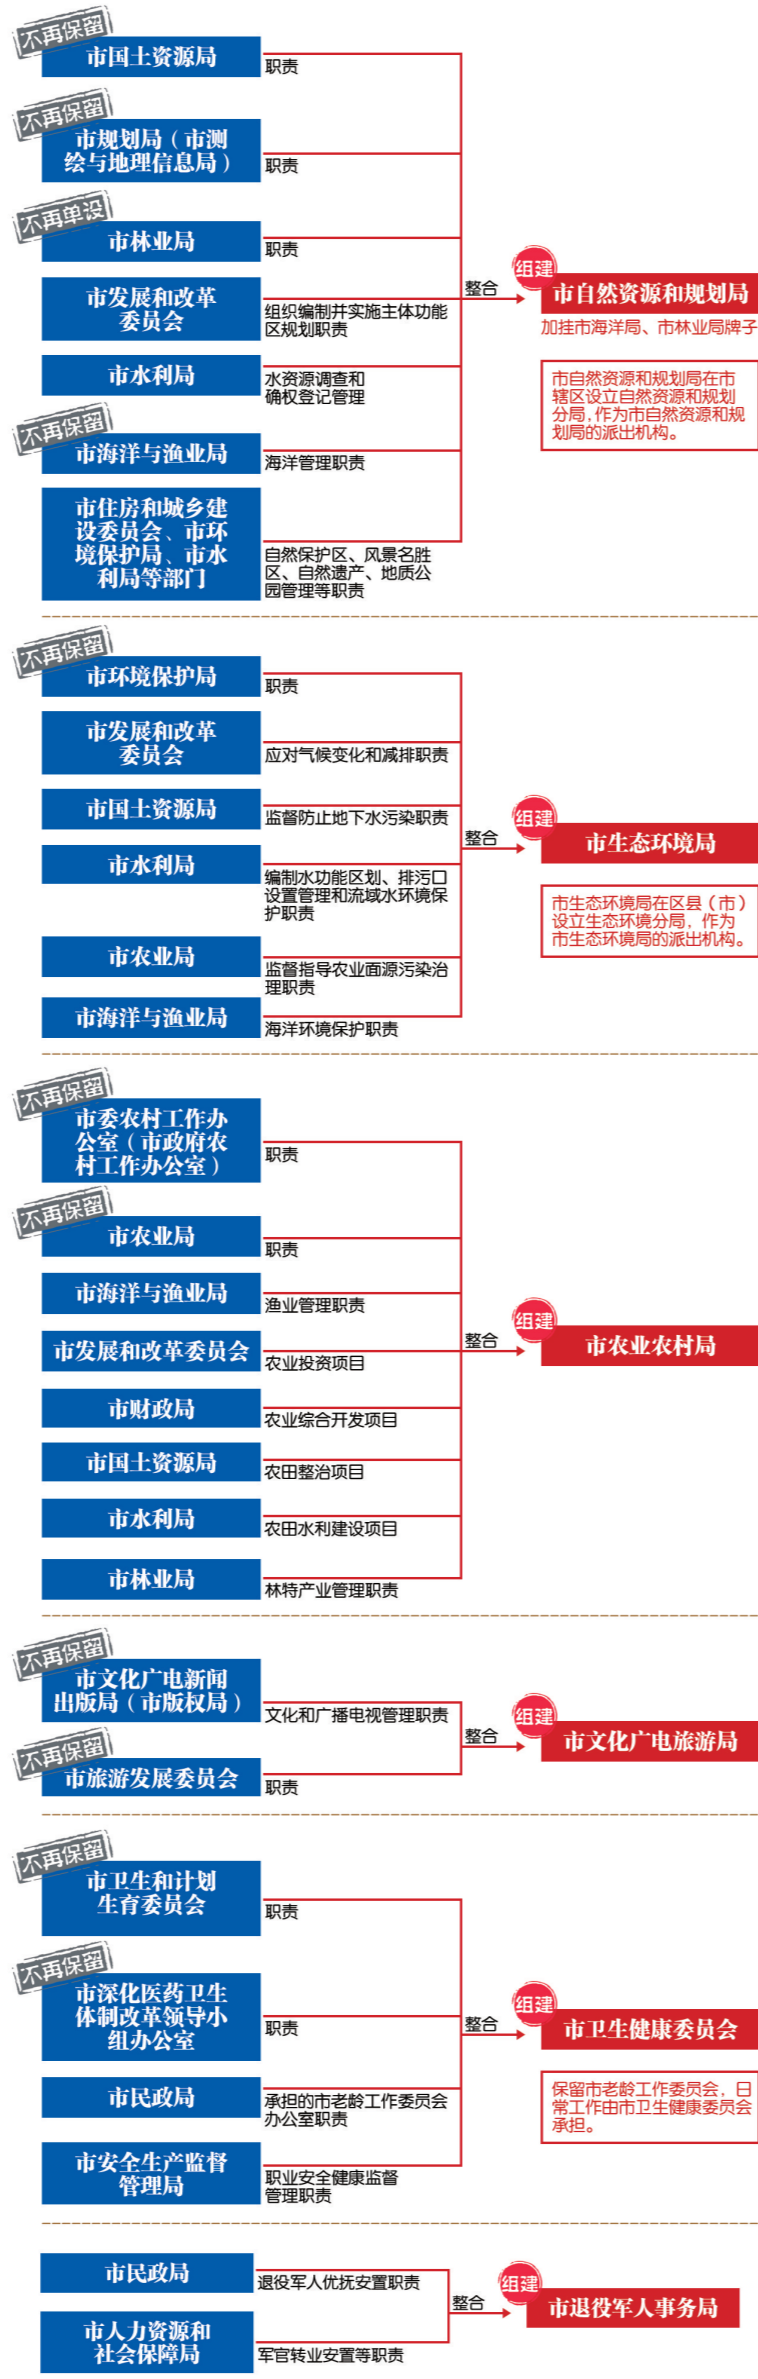 不再保留
市国土资源局
职责
不再保留
市规划局（市测
绘与地理信息局）
职责
不再单设
市林业局
职责
市发展和改革
委员会
组织编制并实施主体功能
区规划职责
市水利局
水资源调查和
确权登记管理
不再保留
市海洋与渔业局
海洋管理职责
市住房和城乡建
设委员会、市环
境保护局、市水
利局等部门
自然保护区、风景名胜
区、自然遗产、地质公
园管理等职责
整合
组建
市自然资源和规划局
加挂市海洋局、市林业局牌子
市自然资源和规划局在市
辖区设立自然资源和规划
分局，作为市自然资源和规
划局的派出机构。
不再保留
市环境保护局
职责
市发展和改革
委员会
应对气候变化和减排职责
市国土资源局
监督防止地下水污染职责
市水利局
编制水功能区划、排污口
设置管理和流域水环境保
护职责
市农业局
监督指导农业面源污染治
理职责
市海洋与渔业局
海洋环境保护职责
整合
组建
市生态环境局
市生态环境局在区县（市）
设立生态环境分局，作为
市生态环境局的派出机构。
不再保留
市委农村工作办
公室（市政府农
村工作办公室）
职责
不再保留
市农业局
职责
市海洋与渔业局
渔业管理职责
市发展和改革委员会
农业投资项目
市财政局
农业综合开发项目
市国土资源局
农田整治项目
市水利局
农田水利建设项目
市林业局
林特产业管理职责
整合
组建
市农业农村局
不再保留
市文化广电新闻
出版局（市版权局）
文化和广播电视管理职责
不再保留
市旅游发展委员会
职责
整合
组建
市文化广电旅游局
不再保留
市卫生和计划
生育委员会
职责
不再保留
市深化医药卫生
体制改革领导小
组办公室
职责
市民政局
承担的市老龄工作委员会
办公室职责
市安全生产监督
管理局
职业安全健康监督
管理职责
整合
组建
市卫生健康委员会
保留市老龄工作委员会，日
常工作由市卫生健康委员会
承担。
市民政局
退役军人优抚安置职责
市人力资源和
社会保障局
军官转业安置等职责
整合
组建
市退役军人事务局